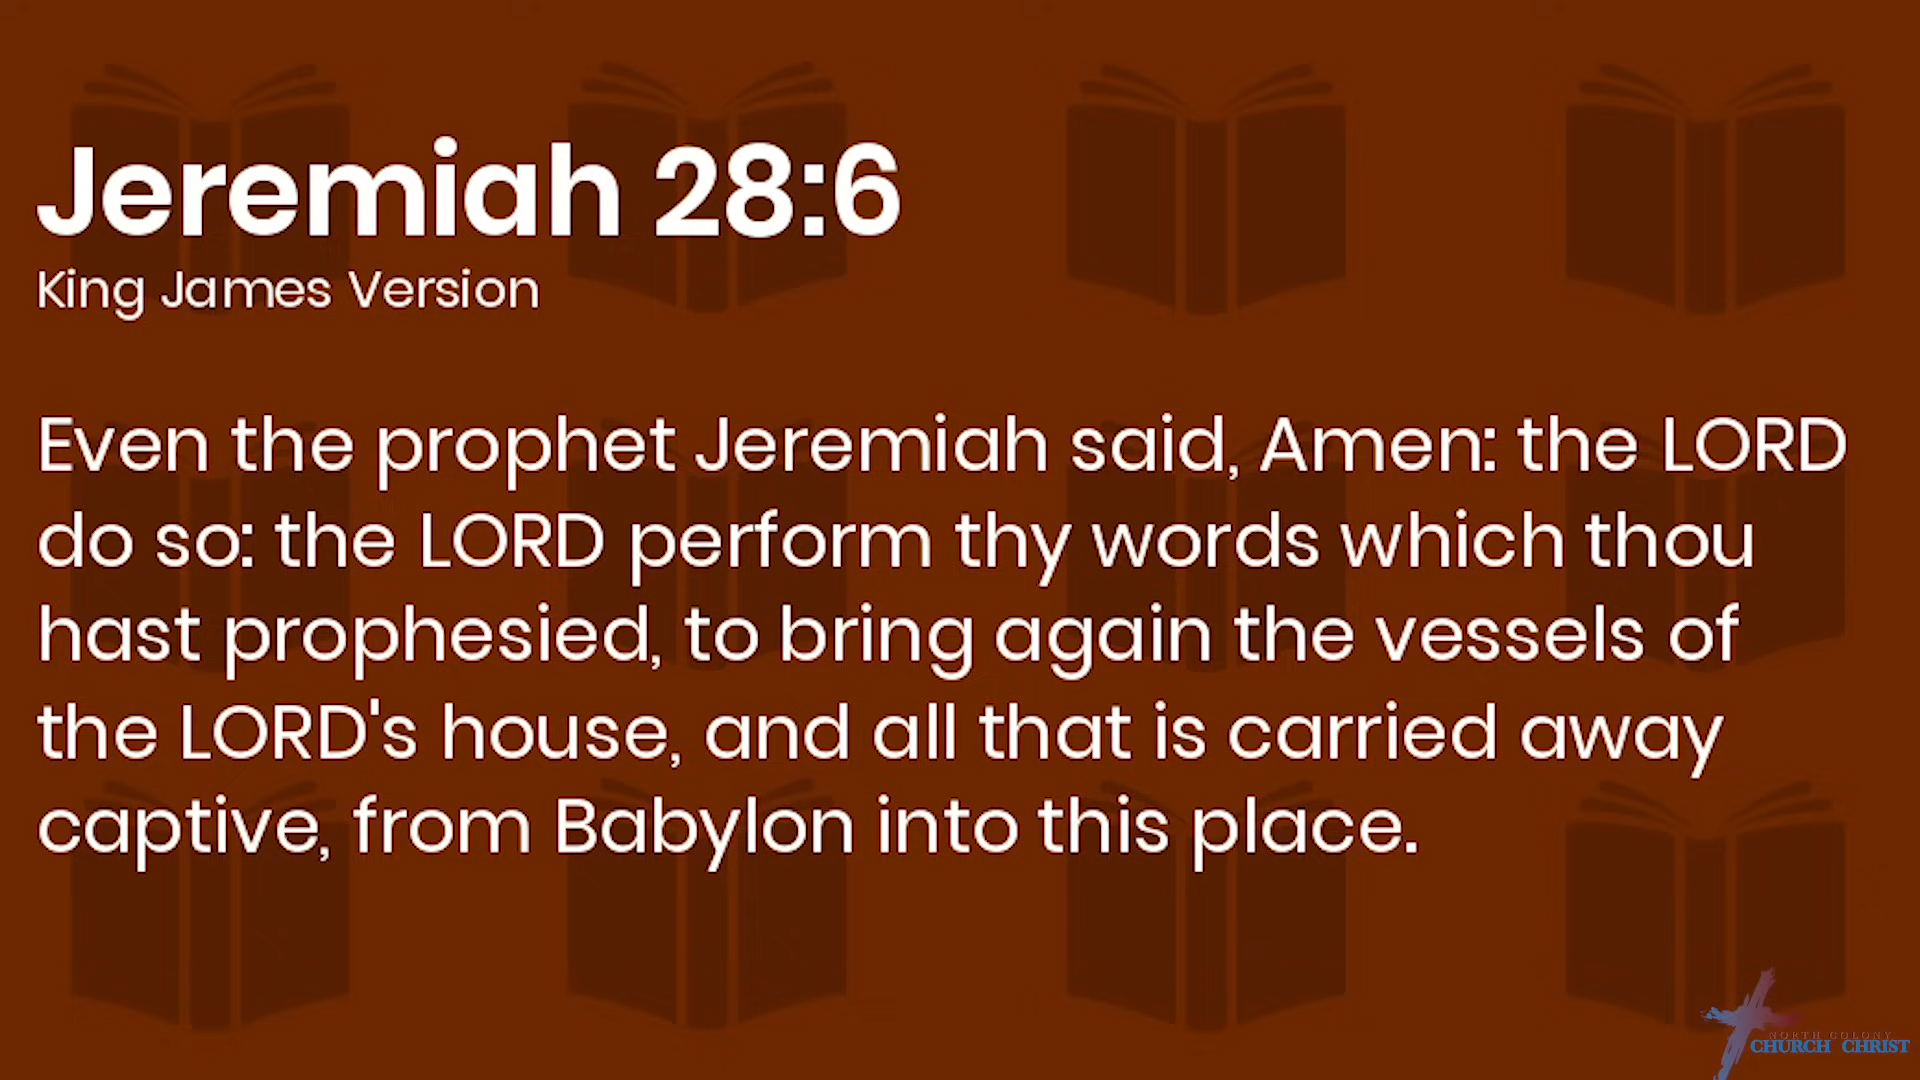 Jeremiah 28:6
King James Version
Even the prophet Jeremiah said, Amen: the LORD
do so: the LORD perform thy words which thou
hast prophesied, to bring again the vessels of
the LORD's house, and all that is carried away
captive, from Babylon into this place.
NORTH COLONY
CHURCH CHRIST